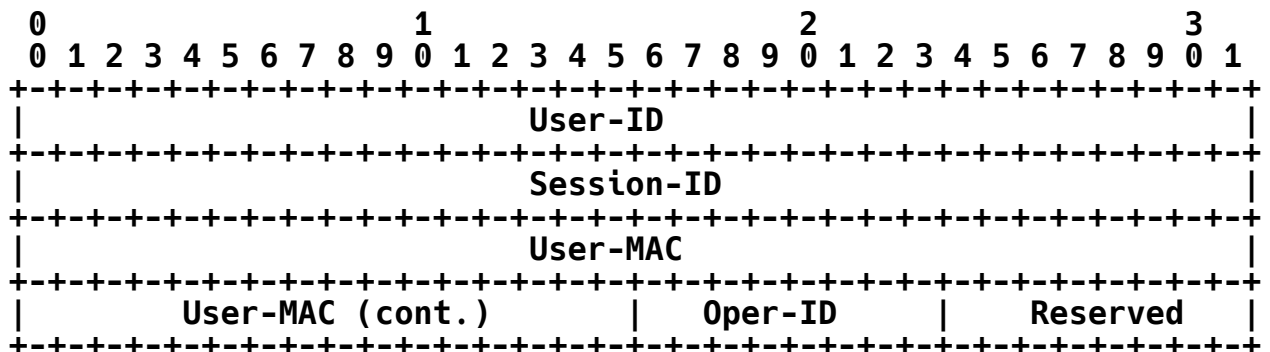 0                   1                   2                   3
 0 1 2 3 4 5 6 7 8 9 0 1 2 3 4 5 6 7 8 9 0 1 2 3 4 5 6 7 8 9 0 1
+-+-+-+-+-+-+-+-+-+-+-+-+-+-+-+-+-+-+-+-+-+-+-+-+-+-+-+-+-+-+-+-+
|                          User-ID                              |
+-+-+-+-+-+-+-+-+-+-+-+-+-+-+-+-+-+-+-+-+-+-+-+-+-+-+-+-+-+-+-+-+
|                          Session-ID                           |
+-+-+-+-+-+-+-+-+-+-+-+-+-+-+-+-+-+-+-+-+-+-+-+-+-+-+-+-+-+-+-+-+
|                          User-MAC                             |
+-+-+-+-+-+-+-+-+-+-+-+-+-+-+-+-+-+-+-+-+-+-+-+-+-+-+-+-+-+-+-+-+
|        User-MAC (cont.)       |   Oper-ID     |    Reserved   |
+-+-+-+-+-+-+-+-+-+-+-+-+-+-+-+-+-+-+-+-+-+-+-+-+-+-+-+-+-+-+-+-+